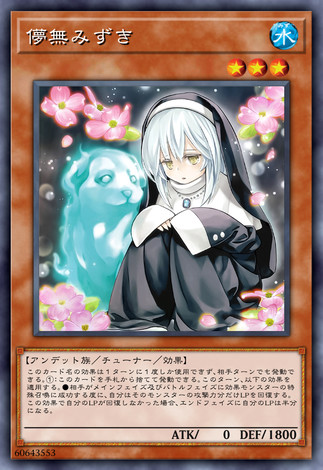 儚無みずき
水
【アンデット族／チューナー／効果】
このカード名の効果は１ターンに１度しか使用できず、相手ターンでも発動で
きる。①：このカードを手札から捨てて発動できる。このターン、以下の効果を
適用する。●相手がメインフェイズ及びバトルフェイズに効果モンスターの特
殊召喚に成功する度に、自分はそのモンスターの攻撃力分だけLPを回復する。
この効果で自分のLPが回復しなかった場合、エンドフェイズに自分のLPは半分
になる。
ATK/ 0 DEF/1800
60643553